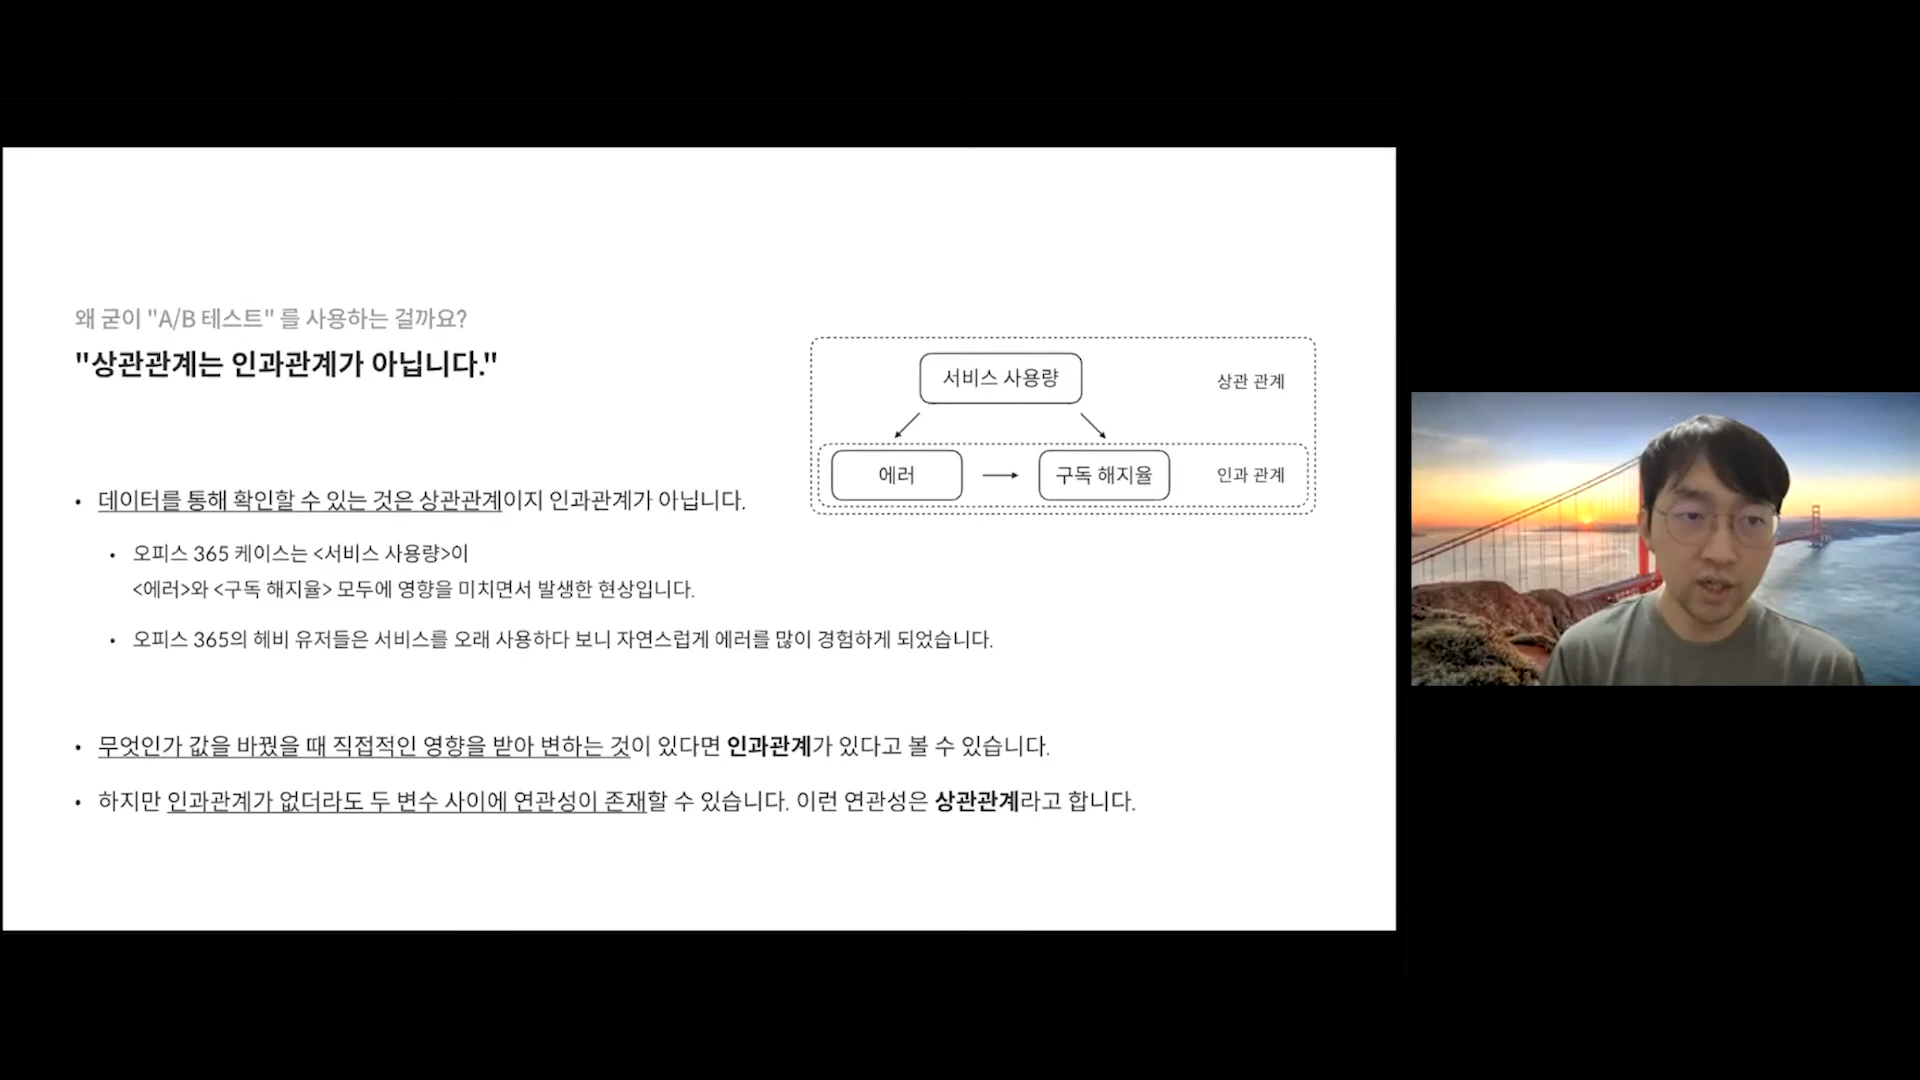 왜 굳이 "A/B 테스트" 를 사용하는 걸까요?
"상관관계는 인과관계가 아닙니다."
서비스 사용량
상관 관계
에러
구독 해지율
인과 관계
• 데이터를 통해 확인할 수 있는 것은 상관관계이지 인과관계가 아닙니다.
• 오피스 365 케이스는 <서비스 사용량>이
<에러>와 <구독 해지율> 모두에 영향을 미치면서 발생한 현상입니다.
• 오피스 365의 헤비 유저들은 서비스를 오래 사용하다 보니 자연스럽게 에러를 많이 경험하게 되었습니다.
• 무엇인가 값을 바꿨을 때 직접적인 영향을 받아 변하는 것이 있다면 인과관계가 있다고 볼 수 있습니다.
• 하지만 인과관계가 없더라도 두 변수 사이에 연관성이 존재할 수 있습니다. 이런 연관성은 상관관계라고 합니다.